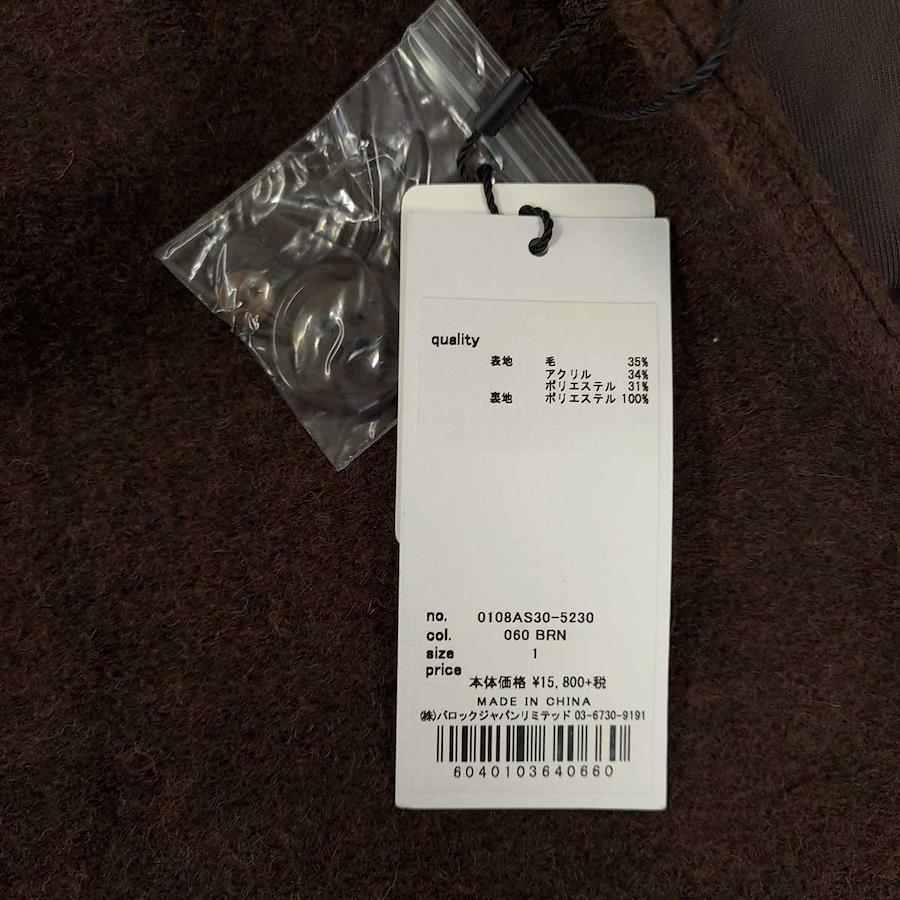 quality
表地 毛 35%
アクリル 34%
ポリエステル 31%
裏地 ポリエステル 100%
no. 0108AS30-5230
col. 060 BRN
size 1
price
本体価格 ¥15,800+税
MADE IN CHINA
(株)バロックジャパンリミテッド 03-6730-9191
6040103640660